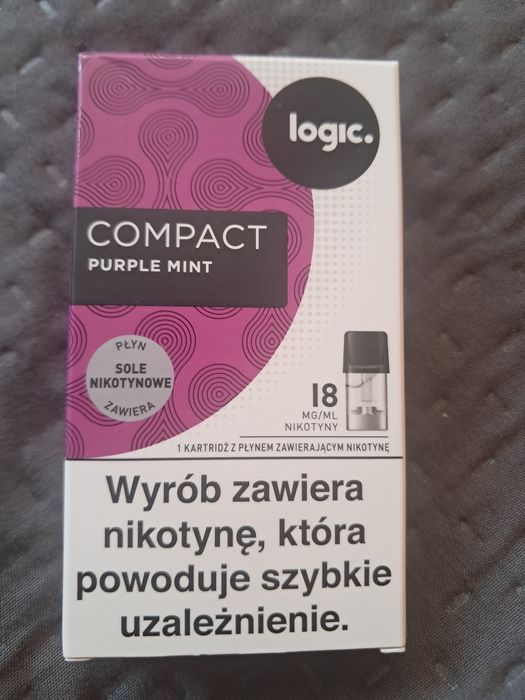 logic.
COMPACT
PURPLE MINT
PŁYN
SOLE
NIKOTYNOWE
ZAWIERA
18
MG/ML
NIKOTYNY
1 KARTRIDŻ Z PŁYNEM ZAWIERAJĄCYM NIKOTYNĘ
Wyrób zawiera
nikotynę, która
powoduje szybkie
uzależnienie.